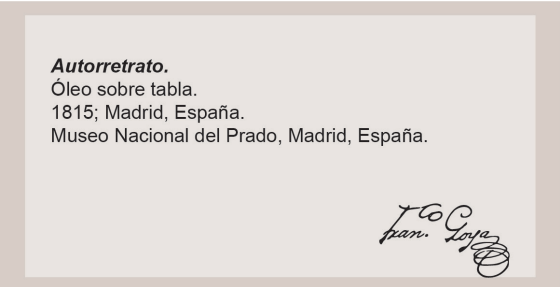 Autorretrato.
Óleo sobre tabla.
1815; Madrid, España.
Museo Nacional del Prado, Madrid, España.
Fran.co Goya